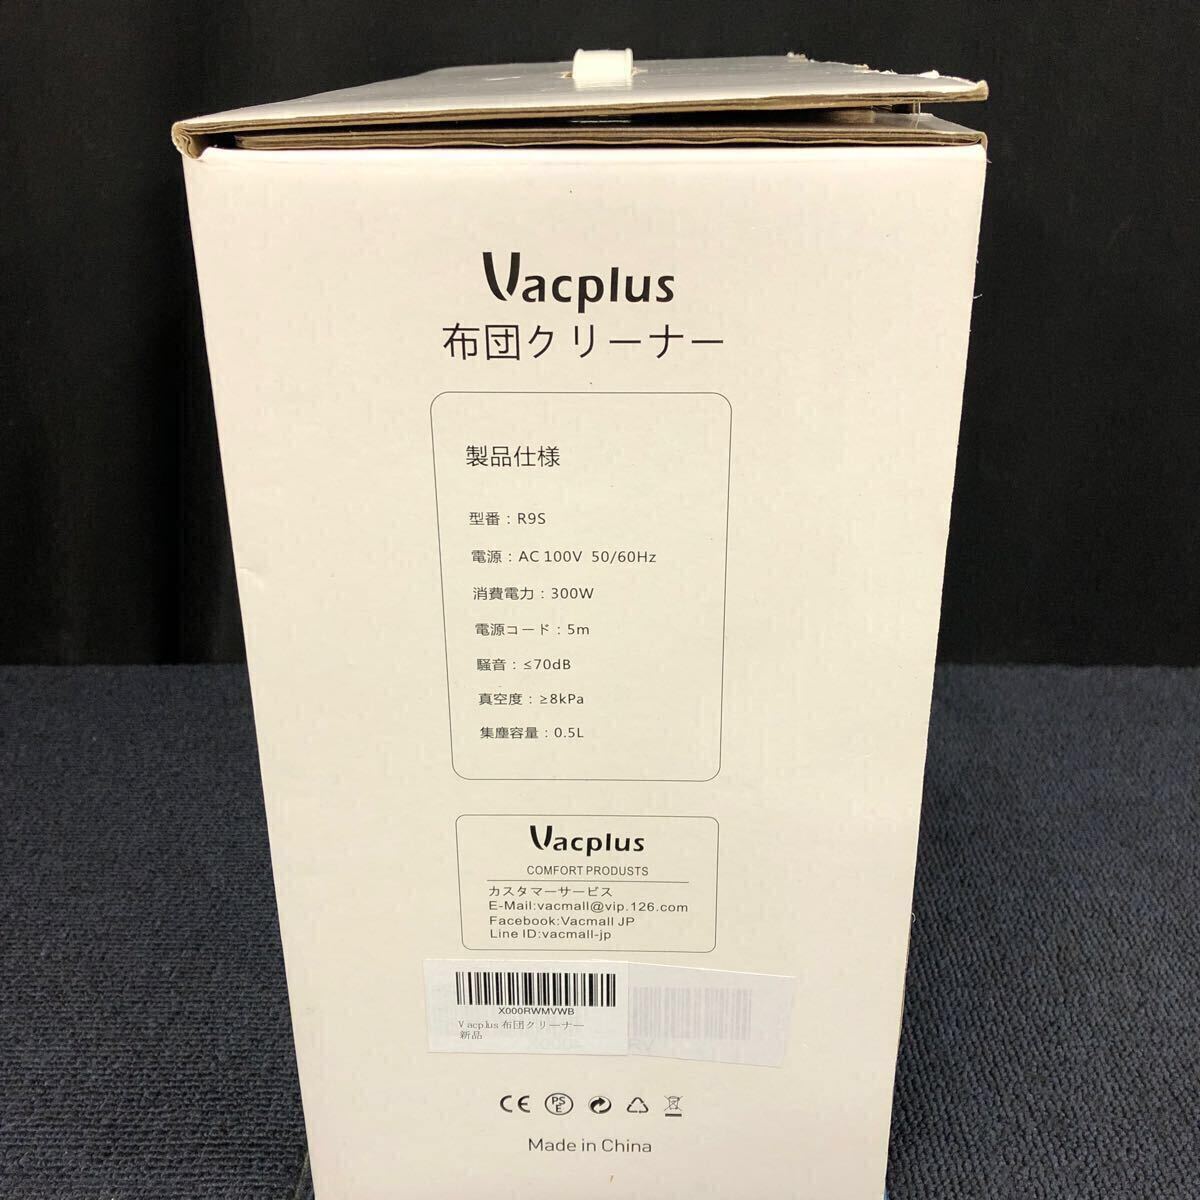 Vacplus
布団クリーナー
製品仕様
型番：R9S
電源：AC 100V 50/60Hz
消費電力：300W
電源コード：5m
騒音：≤70dB
真空度：≥8kPa
集塵容量：0.5L
Vacplus
COMFORT PRODUSTS
カスタマーサービス
E-Mail:vacmall@vip.126.com
Facebook:Vacmall JP
Line ID:vacmall-jp
X000RWMVWB
Vacplus 布団クリーナー
新品
CE PSE
Made in China